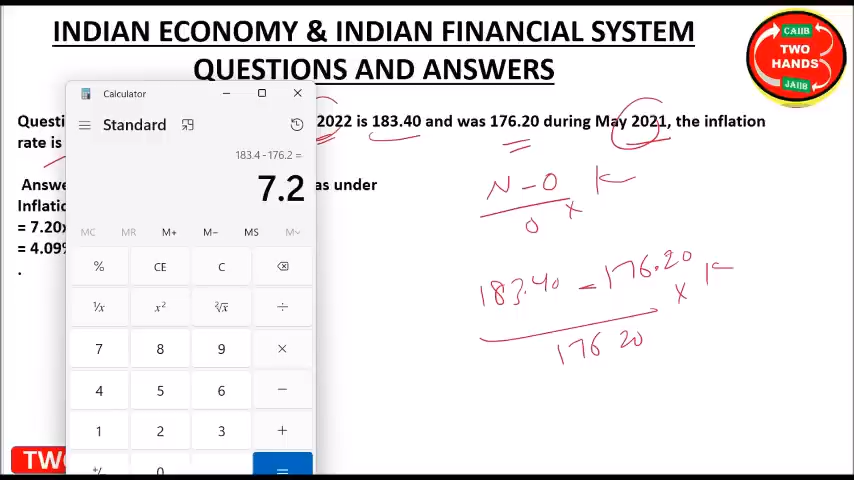 INDIAN ECONOMY & INDIAN FINANCIAL SYSTEM
QUESTIONS AND ANSWERS
CAIIB
TWO
HANDS
JAIIB
Questi
2022 is 183.40 and was 176.20 during May 2021, the inflation
rate is
Answe
as under
Inflatio
= 7.20x
= 4.09%
.
Calculator
Standard
183.4 - 176.2 =
7.2
MC MR M+ M− MS M˅
% CE C
¹/x x² ²√x ÷
7 8 9 ×
4 5 6 −
1 2 3 +
+/ 0 =
N - O
O
x
183.40 - 176.20
x
176 20
TWO